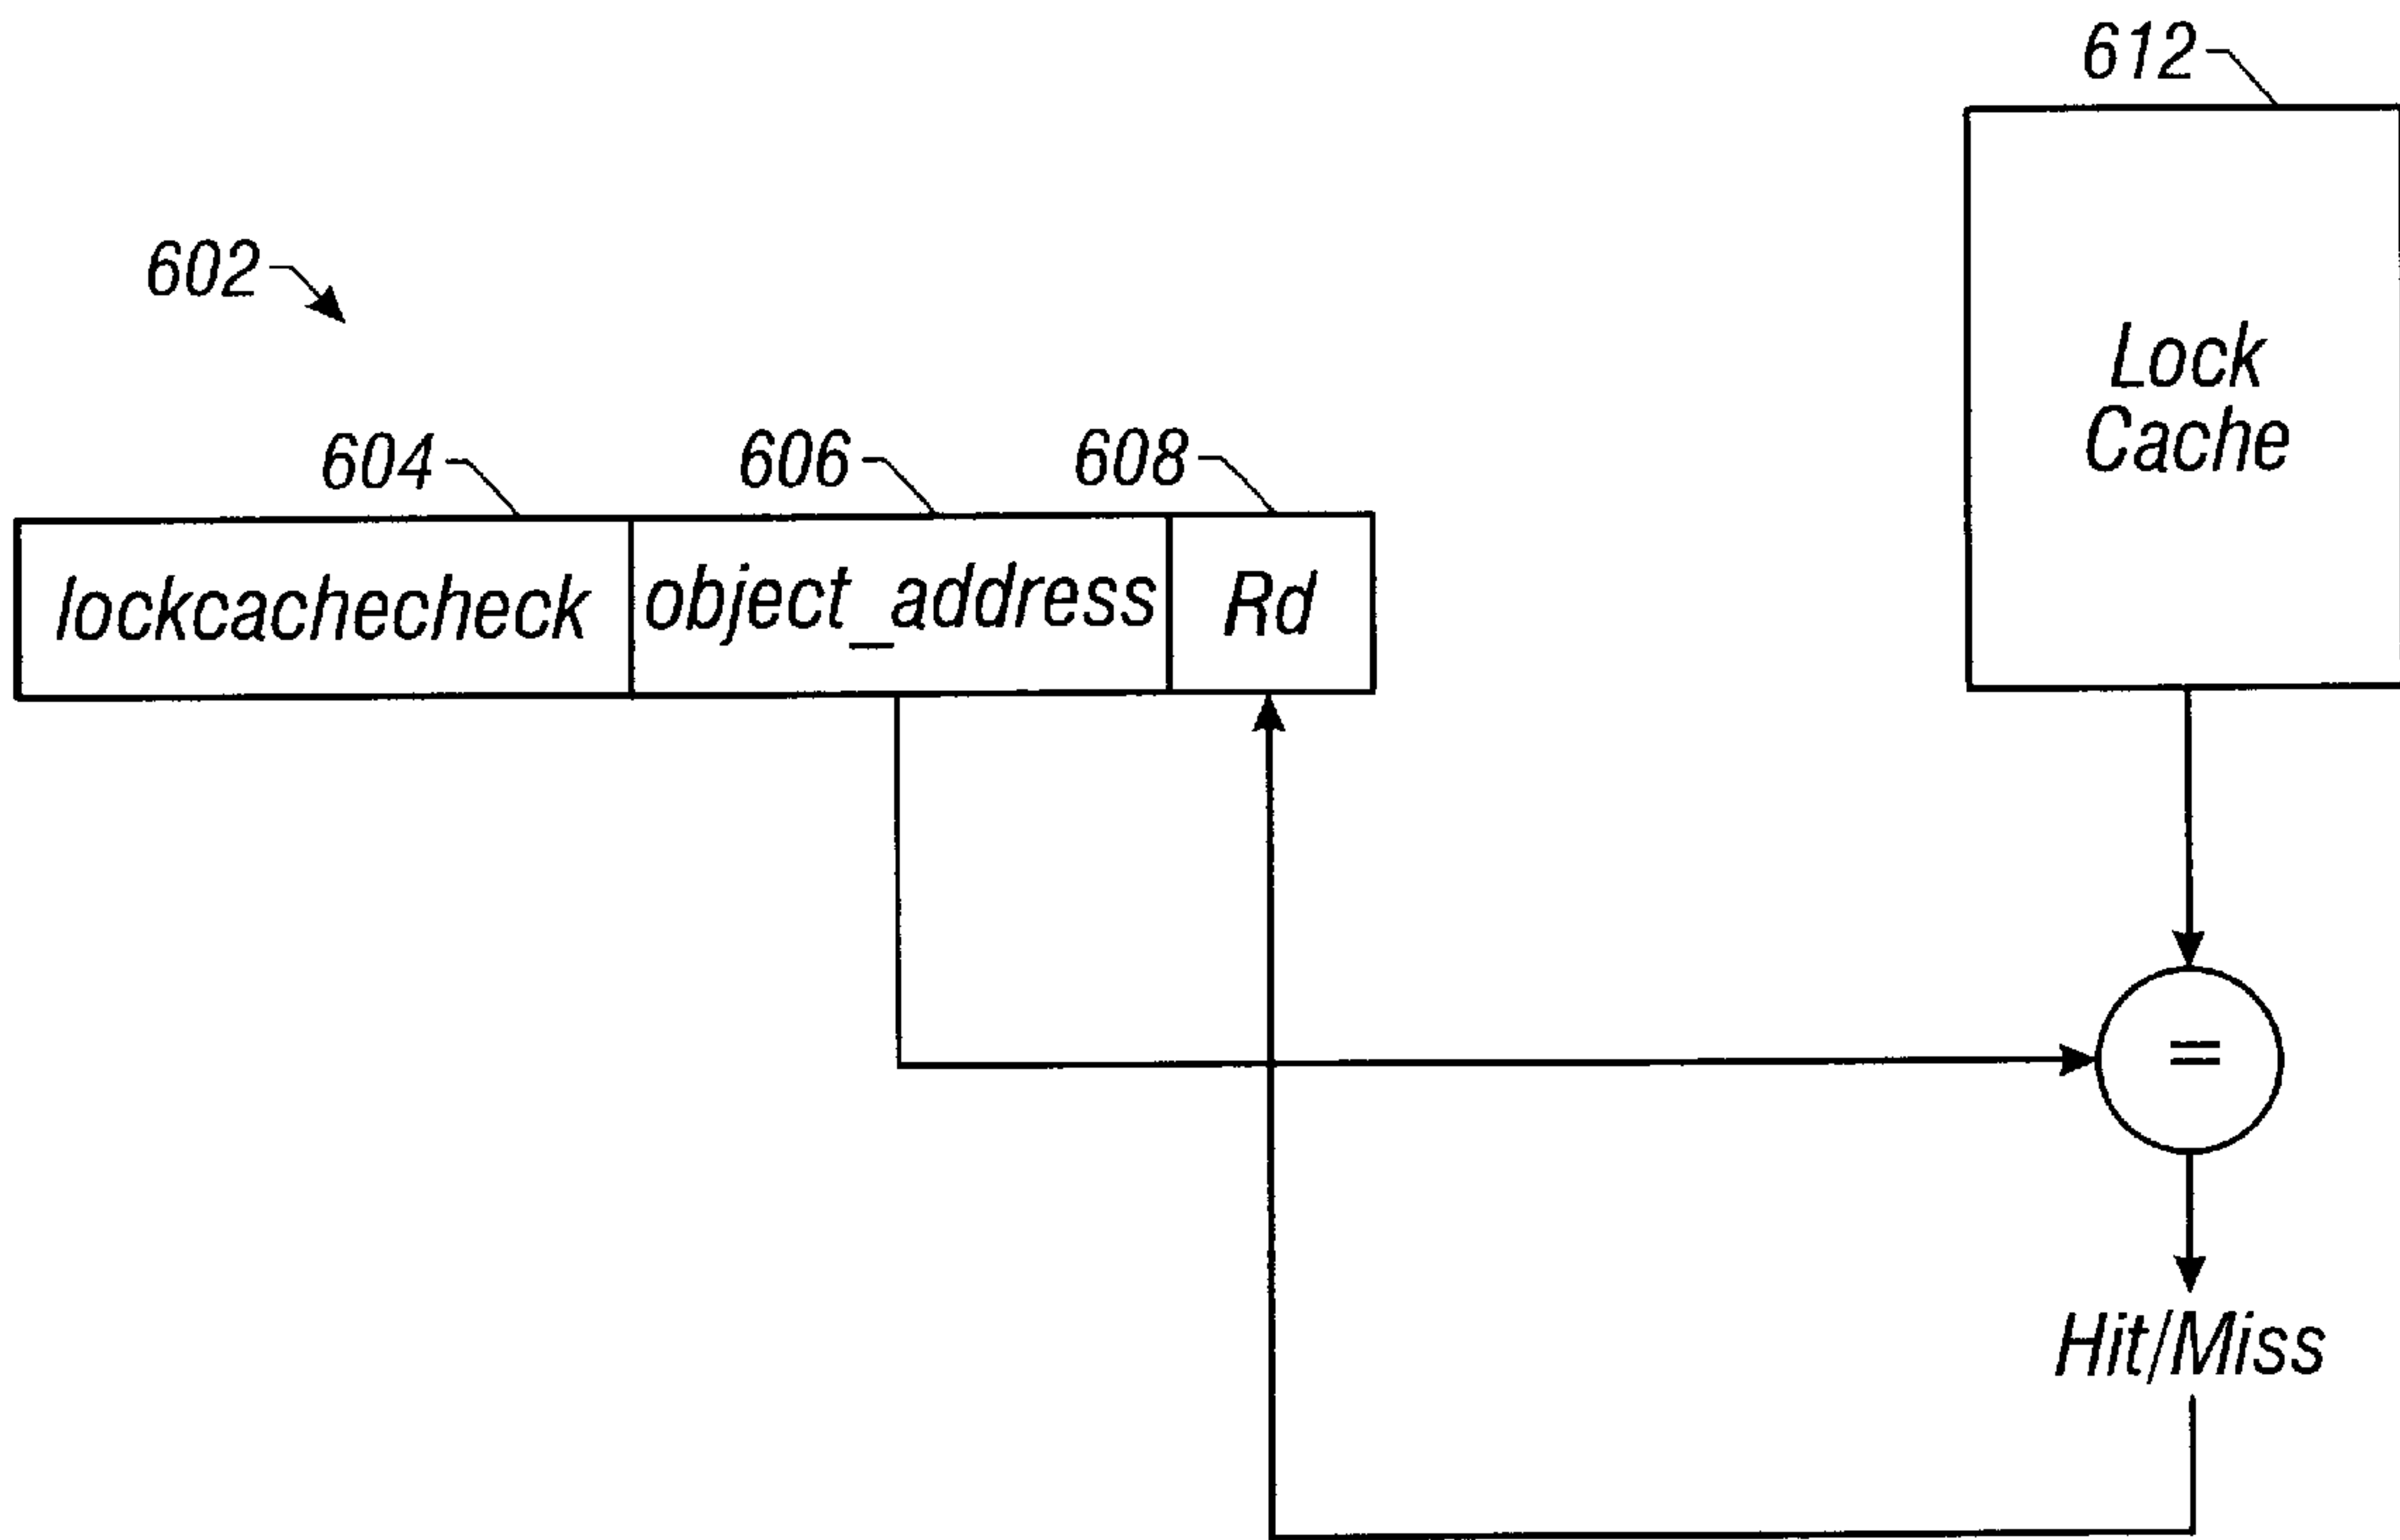 612
Lock
Cache
602
604 606 608
lockcachecheck object_address Rd
=
Hit/Miss